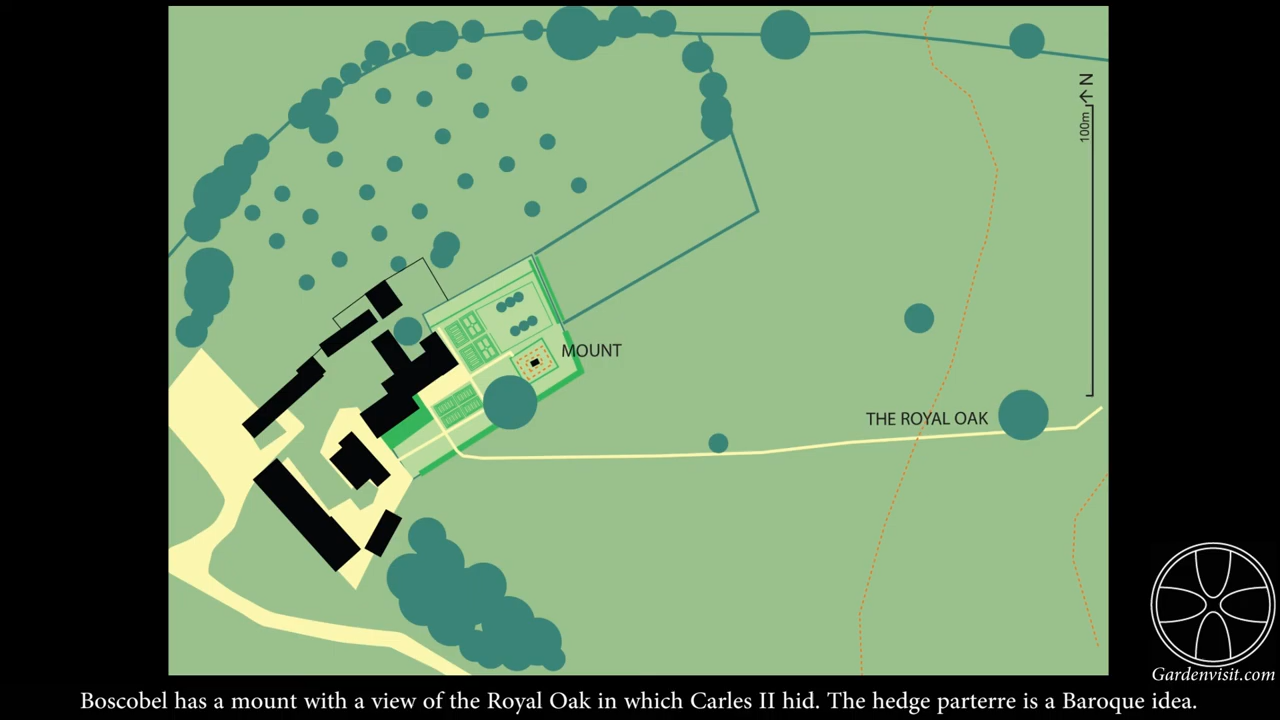 N
100m
MOUNT
THE ROYAL OAK
Gardenvisit.com
Boscobel has a mount with a view of the Royal Oak in which Carles II hid. The hedge parterre is a Baroque idea.